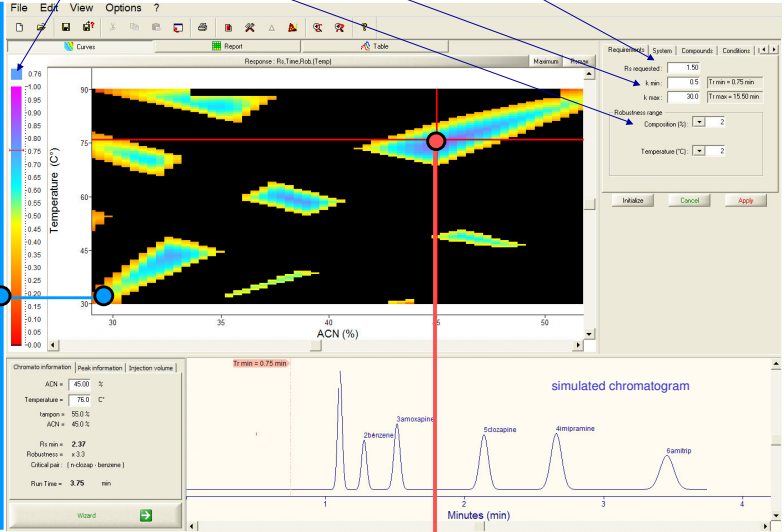 File Edit View Options ?
Curves Report Table
Response : Rs,Time,Rob,(Temp) Maximum
0.76
1.00
0.95
0.90
0.85
0.80
0.75
0.70
0.65
0.60
0.55
0.50
0.45
0.40
0.35
0.30
0.25
0.20
0.15
0.10
0.05
0.00
Temperature (C°)
90
75
60
45
30
30 35 40 45 50
ACN (%)
Requirements System Compounds Conditions
Rs requested : 1.50
k min : 0.5 Tr min = 0.75 min
k max : 30.0 Tr max = 15.50 min
Robustness range
Composition (%) : 2
Temperature (°C) : 2
Initialize Cancel Apply
Chromato information Peak information Injection volume
ACN = 45.00 %
Temperature = 76.0 C°
tampon = 55.0 %
ACN = 45.0 %
Rs min = 2.37
Robustness = x 3.3
Critical pair : ( n-clozap - benzene )
Run Time = 3.75 min
Wizard
Tr min = 0.75 min
simulated chromatogram
2benzene
3amoxapine
5clozapine
4imipramine
6amitrip
1 2 3 4
Minutes (min)